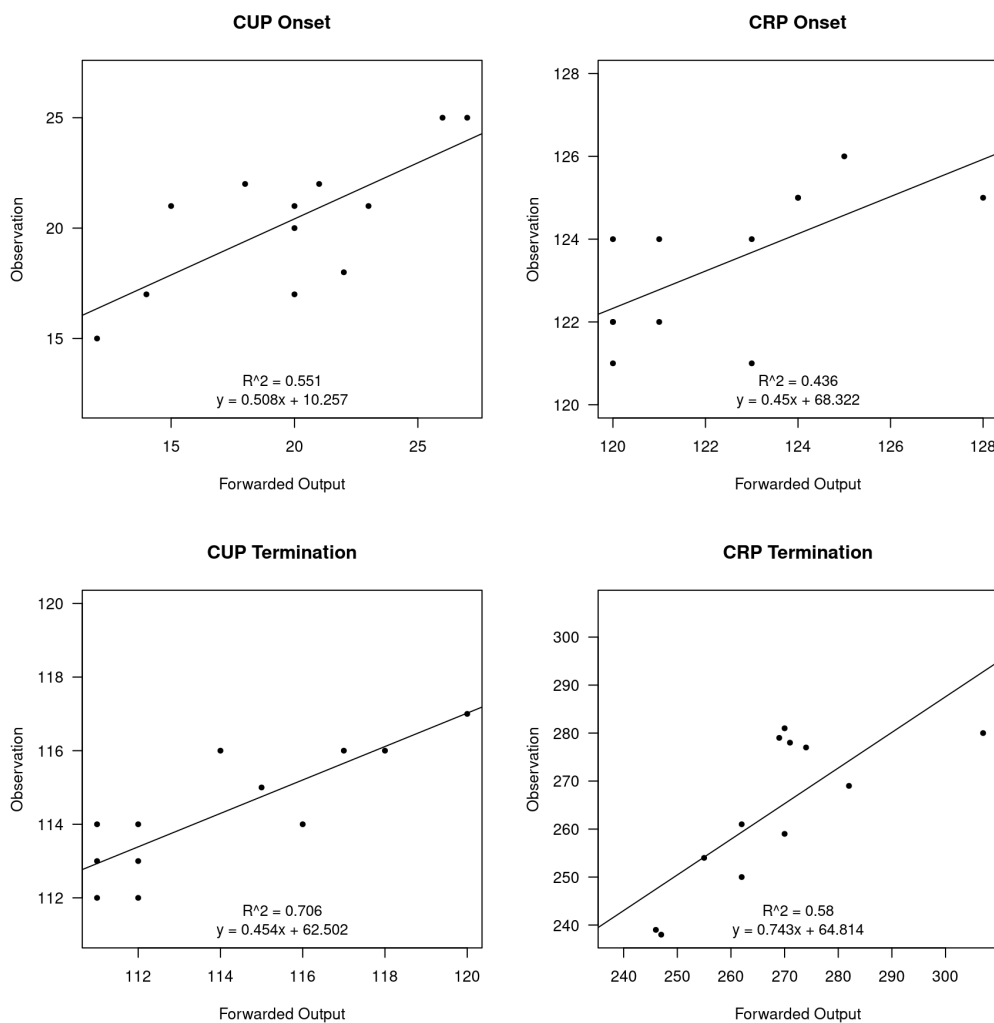 CUP Onset
25
20
15
Observation
R^2 = 0.551
y = 0.508x + 10.257
15 20 25
Forwarded Output
CRP Onset
128
126
124
122
120
Observation
R^2 = 0.436
y = 0.45x + 68.322
120 122 124 126 128
Forwarded Output
CUP Termination
120
118
116
114
112
Observation
R^2 = 0.706
y = 0.454x + 62.502
112 114 116 118 120
Forwarded Output
CRP Termination
300
290
280
270
260
250
240
Observation
R^2 = 0.58
y = 0.743x + 64.814
240 250 260 270 280 290 300
Forwarded Output